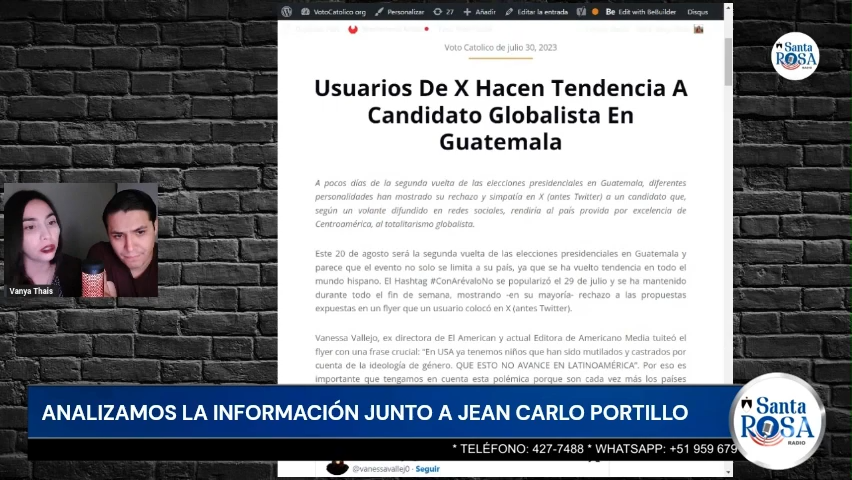 VotoCatolico.org Personalizar 27 Añadir Editar la entrada Be Edit with BeBuilder Disqus
Voto Catolico de julio 30, 2023
Usuarios De X Hacen Tendencia A
Candidato Globalista En
Guatemala
A pocos días de la segunda vuelta de las elecciones presidenciales en Guatemala, diferentes
personalidades han mostrado su rechazo y simpatía en X (antes Twitter) a un candidato que,
según un volante difundido en redes sociales, rendiría al país provida por excelencia de
Centroamérica, al totalitarismo globalista.
Este 20 de agosto será la segunda vuelta de las elecciones presidenciales en Guatemala y
parece que el evento no solo se limita a su país, ya que se ha vuelto tendencia en todo el
mundo hispano. El Hashtag #ConArévaloNo se popularizó el 29 de julio y se ha mantenido
durante todo el fin de semana, mostrando -en su mayoría- rechazo a las propuestas
expuestas en un flyer que un usuario colocó en X (antes Twitter).
Vanessa Vallejo, ex directora de El American y actual Editora de Americano Media tuiteó el
flyer con una frase crucial: “En USA ya tenemos niños que han sido mutilados y castrados por
cuenta de la ideología de género. QUE ESTO NO AVANCE EN LATINOAMÉRICA”. Por eso es
importante que tengamos en cuenta esta polémica porque son cada vez más los países
@vanessavallej0 · Seguir
Vanya Thais
Santa
ROSA
RADIO
ANALIZAMOS LA INFORMACIÓN JUNTO A JEAN CARLO PORTILLO
* TELÉFONO: 427-7488 * WHATSAPP: +51 959 679
Santa
ROSA
RADIO